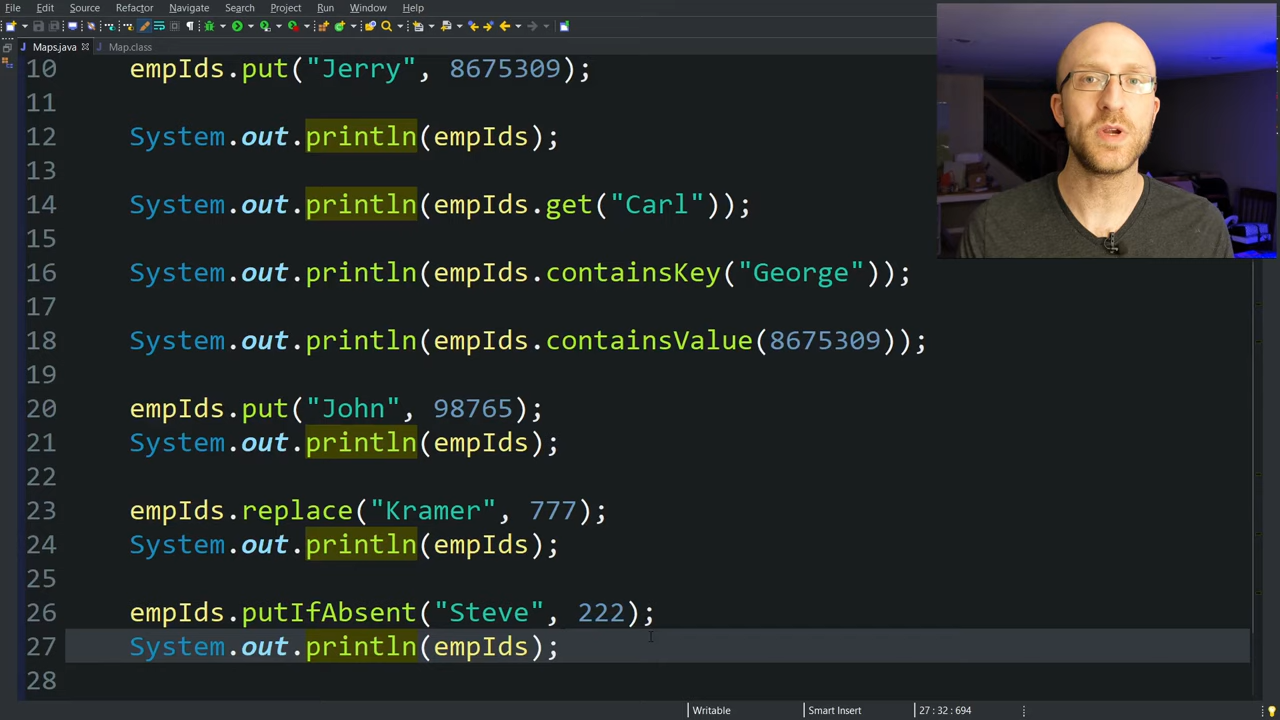 File Edit Source Refactor Navigate Search Project Run Window Help
Maps.java Map.class
10 empIds.put("Jerry", 8675309);
11
12 System.out.println(empIds);
13
14 System.out.println(empIds.get("Carl"));
15
16 System.out.println(empIds.containsKey("George"));
17
18 System.out.println(empIds.containsValue(8675309));
19
20 empIds.put("John", 98765);
21 System.out.println(empIds);
22
23 empIds.replace("Kramer", 777);
24 System.out.println(empIds);
25
26 empIds.putIfAbsent("Steve", 222);
27 System.out.println(empIds);
28
Writable Smart Insert 27 : 32 : 694